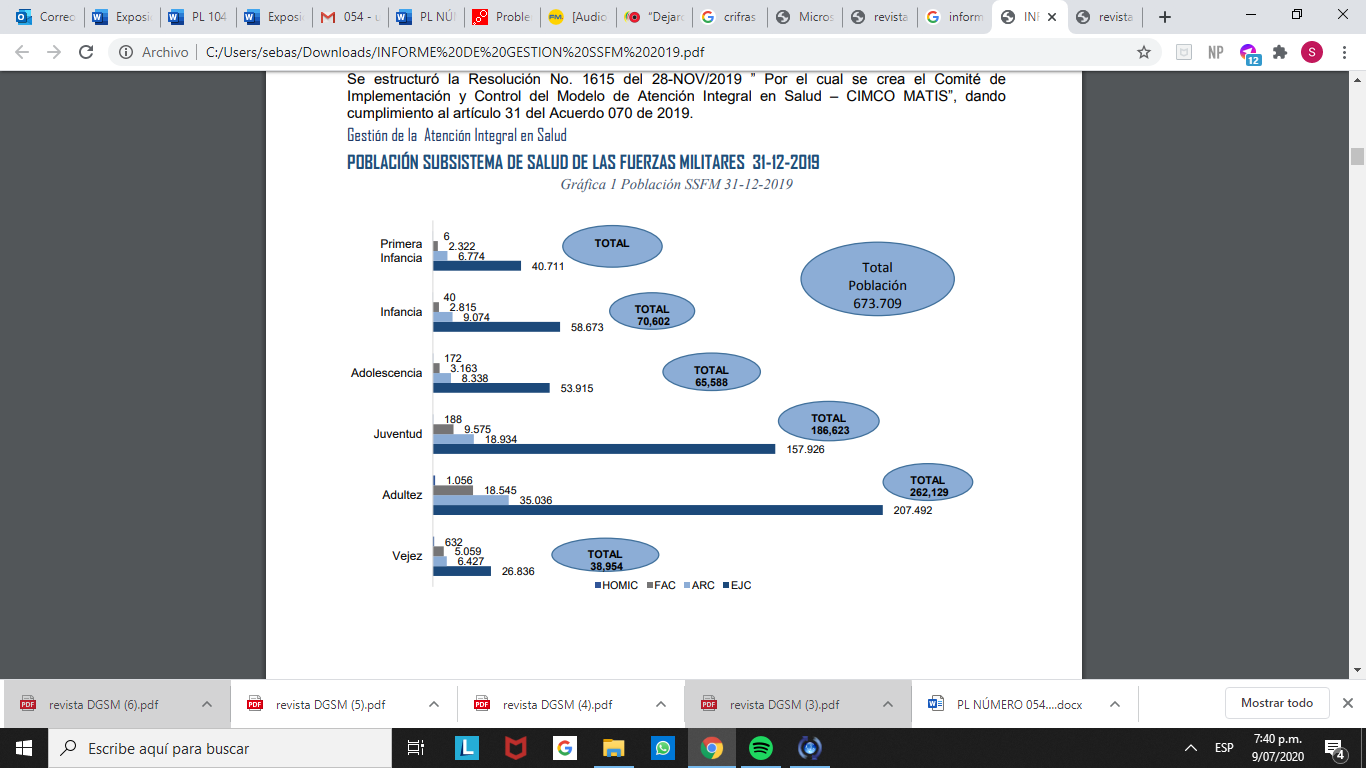 Correo
Exposi
PL 104
Exposi
054 - u
PL NÚ
Proble
[Audio
"Dejaro
crifras
Micros
revista
inform
INF
revista
Archivo
C:/Users/sebas/Downloads/INFORME%20DE%20GESTION%20SSFM%202019.pdf
NP
12
S
Se estructuró la Resolución No. 1615 del 28-NOV/2019 " Por el cual se crea el Comité de
Implementación y Control del Modelo de Atención Integral en Salud – CIMCO MATIS", dando
cumplimiento al artículo 31 del Acuerdo 070 de 2019.
Gestión de la Atención Integral en Salud
POBLACIÓN SUBSISTEMA DE SALUD DE LAS FUERZAS MILITARES 31-12-2019
Gráfica 1 Población SSFM 31-12-2019
Primera
Infancia
6
2.322
6.774
40.711
TOTAL
Total
Población
673.709
Infancia
40
2.815
9.074
58.673
TOTAL
70,602
Adolescencia
172
3.163
8.338
53.915
TOTAL
65,588
Juventud
188
9.575
18.934
157.926
TOTAL
186,623
Adultez
1.056
18.545
35.036
207.492
TOTAL
262,129
Vejez
632
5.059
6.427
26.836
TOTAL
38,954
HOMIC FAC ARC EJC
revista DGSM (6).pdf
revista DGSM (5).pdf
revista DGSM (4).pdf
revista DGSM (3).pdf
PL NÚMERO 054....docx
Mostrar todo
Escribe aquí para buscar
L
ESP
7:40 p.m.
9/07/2020
4